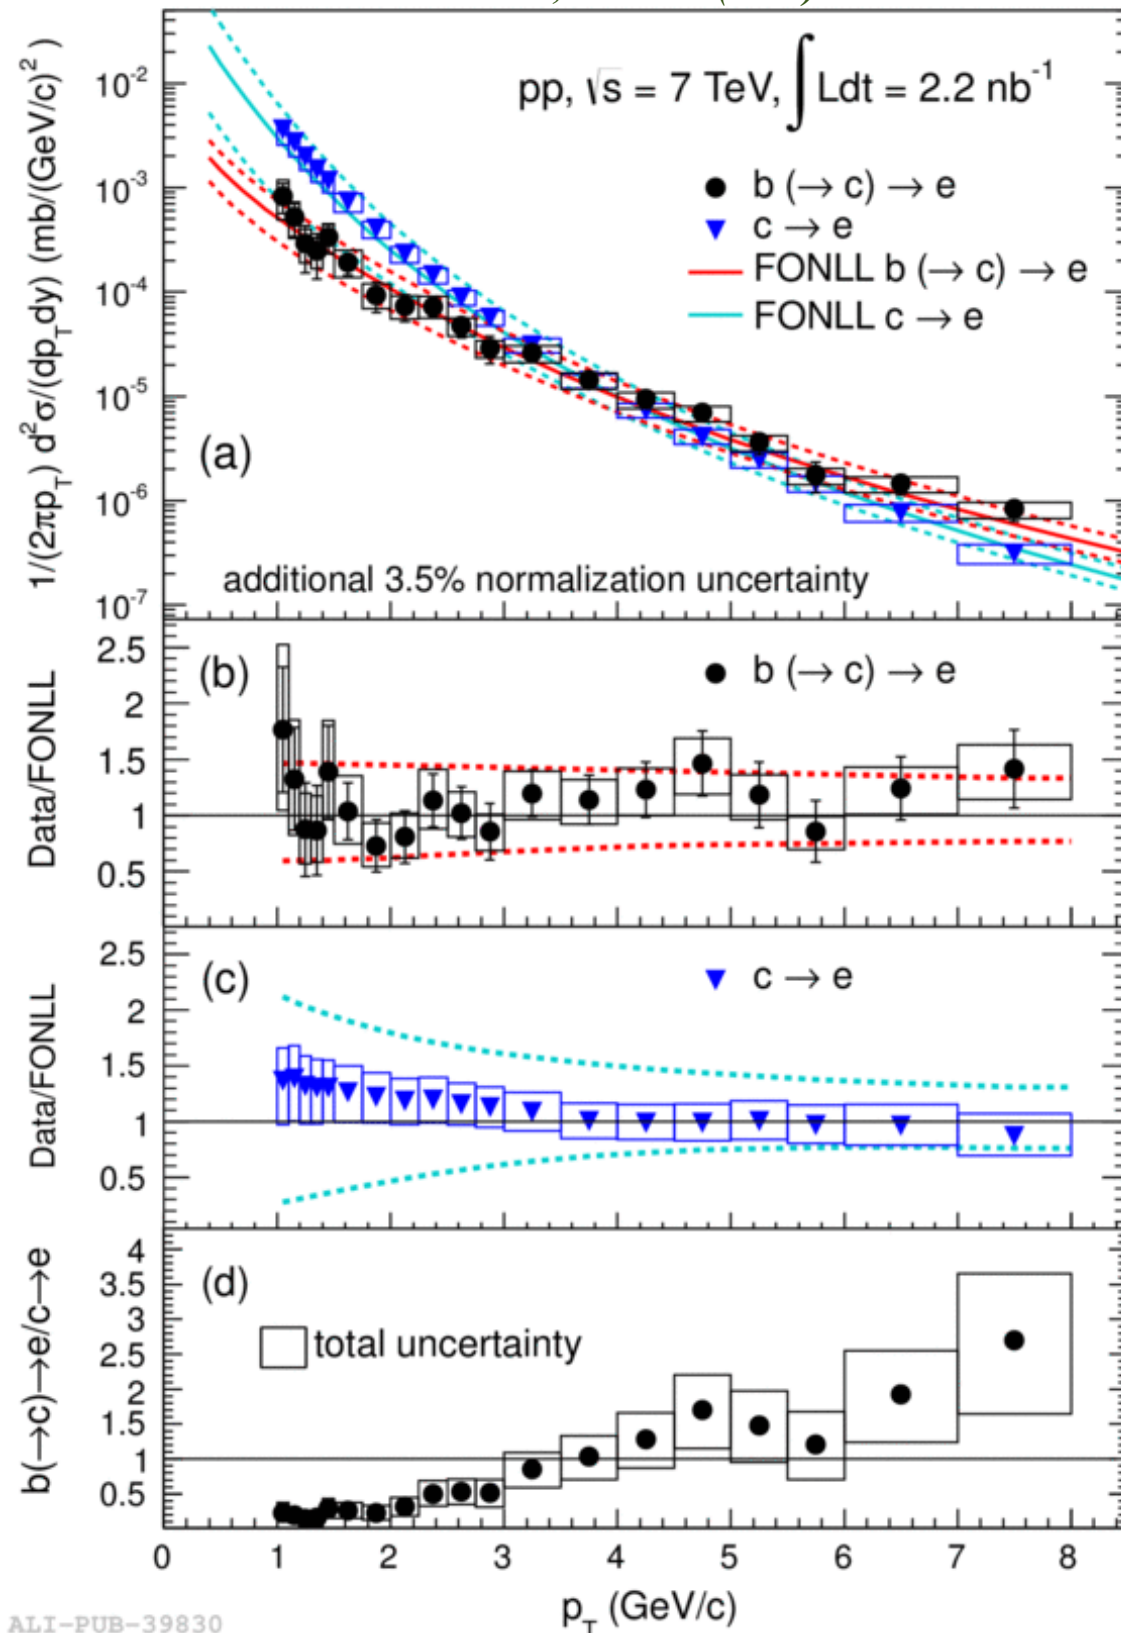 pp, √s = 7 TeV, ∫ Ldt = 2.2 nb⁻¹
b (→ c) → e
c → e
FONLL b (→ c) → e
FONLL c → e
1/(2πp_T) d²σ/(dp_Tdy) (mb/(GeV/c)²)
10⁻²
10⁻³
10⁻⁴
10⁻⁵
10⁻⁶
10⁻⁷
(a)
additional 3.5% normalization uncertainty
Data/FONLL
2.5
2
1.5
1
0.5
(b)
b (→ c) → e
Data/FONLL
2.5
2
1.5
1
0.5
(c)
c → e
b(→c)→e/c→e
4
3.5
3
2.5
2
1.5
1
0.5
(d)
total uncertainty
0 1 2 3 4 5 6 7 8
p_T (GeV/c)
ALI-PUB-39830